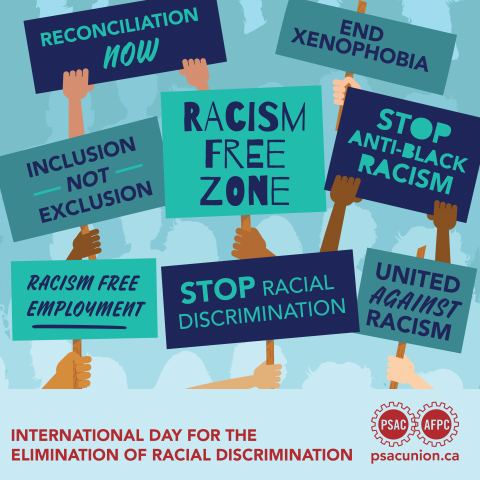 RECONCILIATION
NOW
END
XENOPHOBIA
INCLUSION
NOT
EXCLUSION
RACISM
FREE
ZONE
STOP
ANTI-BLACK
RACISM
RACISM FREE
EMPLOYMENT
STOP RACIAL
DISCRIMINATION
UNITED
AGAINST
RACISM
INTERNATIONAL DAY FOR THE
ELIMINATION OF RACIAL DISCRIMINATION
PSAC AFPC
psacunion.ca